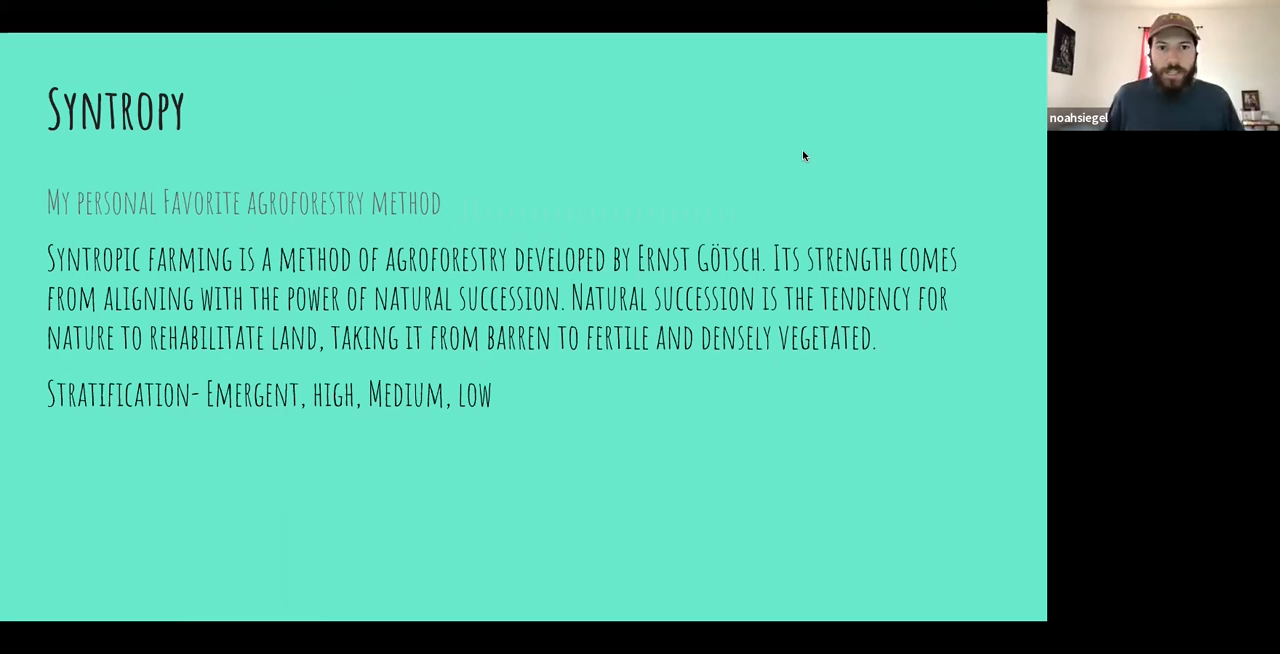 Syntropy
My personal Favorite agroforestry method
Syntropic farming is a method of agroforestry developed by Ernst Götsch. Its strength comes
from aligning with the power of natural succession. Natural succession is the tendency for
nature to rehabilitate land, taking it from barren to fertile and densely vegetated.
Stratification- Emergent, high, Medium, low
noahsiegel